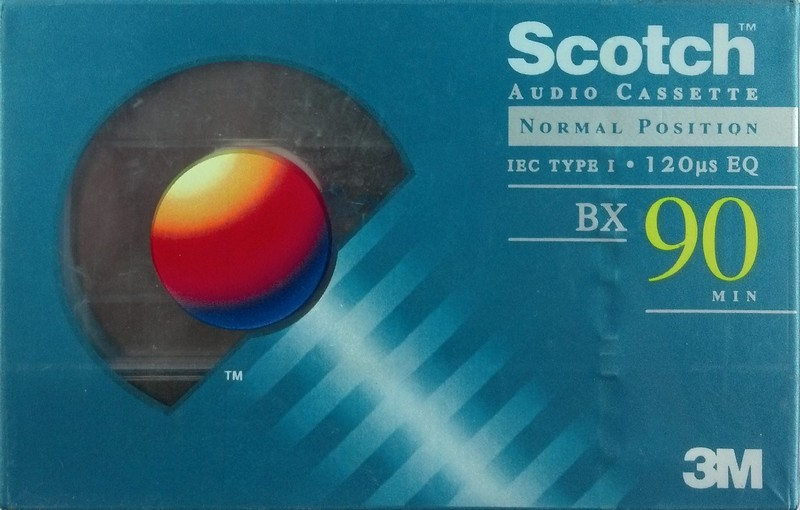 Scotch™
AUDIO CASSETTE
NORMAL POSITION
IEC TYPE I • 120µs EQ
BX 90
MIN
TM
3M